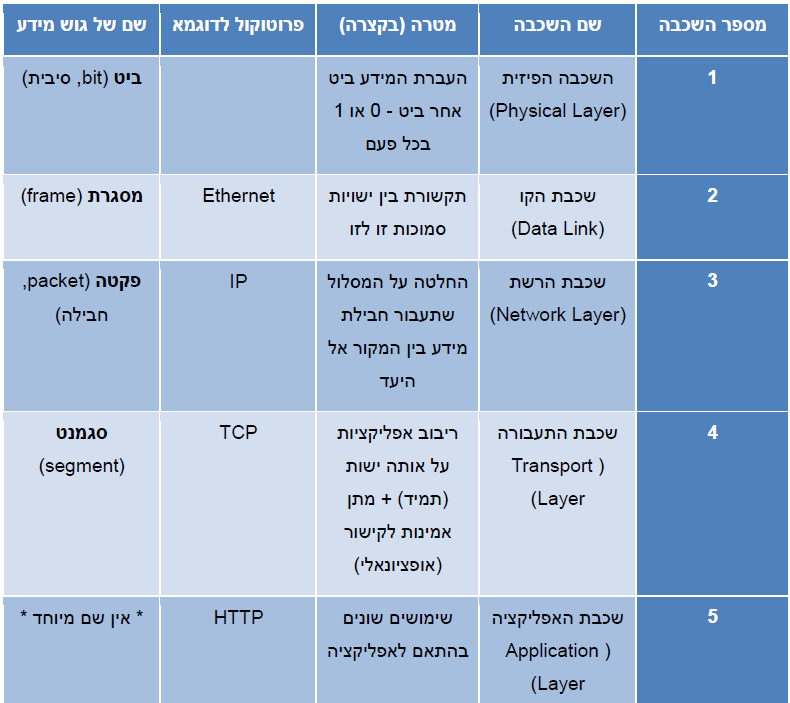 מספר השכבה
שם השכבה
מטרה (בקצרה)
פרוטוקול לדוגמא
שם של גוש מידע
1
השכבה הפיזית
(Physical Layer)
העברת המידע ביט
אחר ביט - 0 או 1
בכל פעם
ביט (bit, סיבית)
2
שכבת הקו
(Data Link)
תקשורת בין ישויות
סמוכות זו לזו
Ethernet
מסגרת (frame)
3
שכבת הרשת
(Network Layer)
החלטה על המסלול
שתעבור חבילת
מידע בין המקור אל
היעד
IP
פקטה (packet,
חבילה)
4
שכבת התעבורה
( Transport
Layer)
ריבוב אפליקציות
על אותה ישות
(תמיד) + מתן
אמינות לקישור
(אופציונאלי)
TCP
סגמנט
(segment)
5
שכבת האפליקציה
( Application
Layer)
שימושים שונים
בהתאם לאפליקציה
HTTP
* אין שם מיוחד *